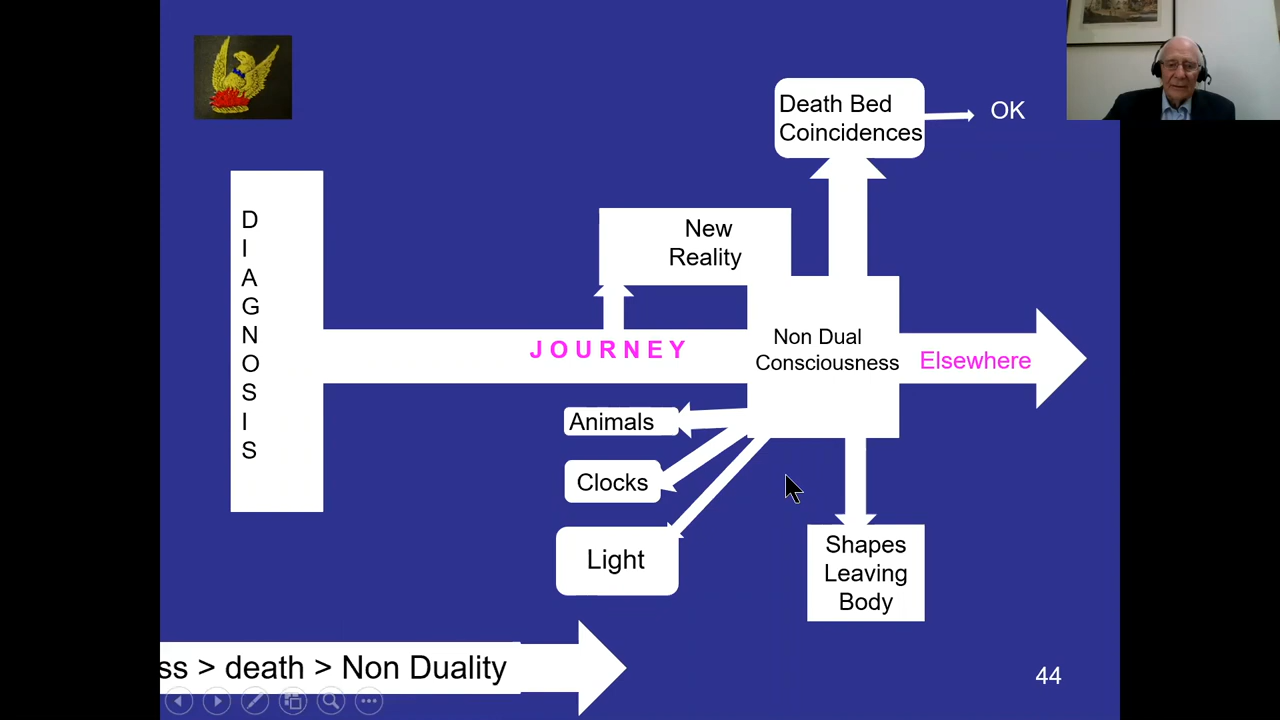 Death Bed
Coincidences
OK
D
I
A
G
N
O
S
I
S
New
Reality
JOURNEY
Non Dual
Consciousness
Elsewhere
Animals
Clocks
Light
Shapes
Leaving
Body
ss > death > Non Duality
44